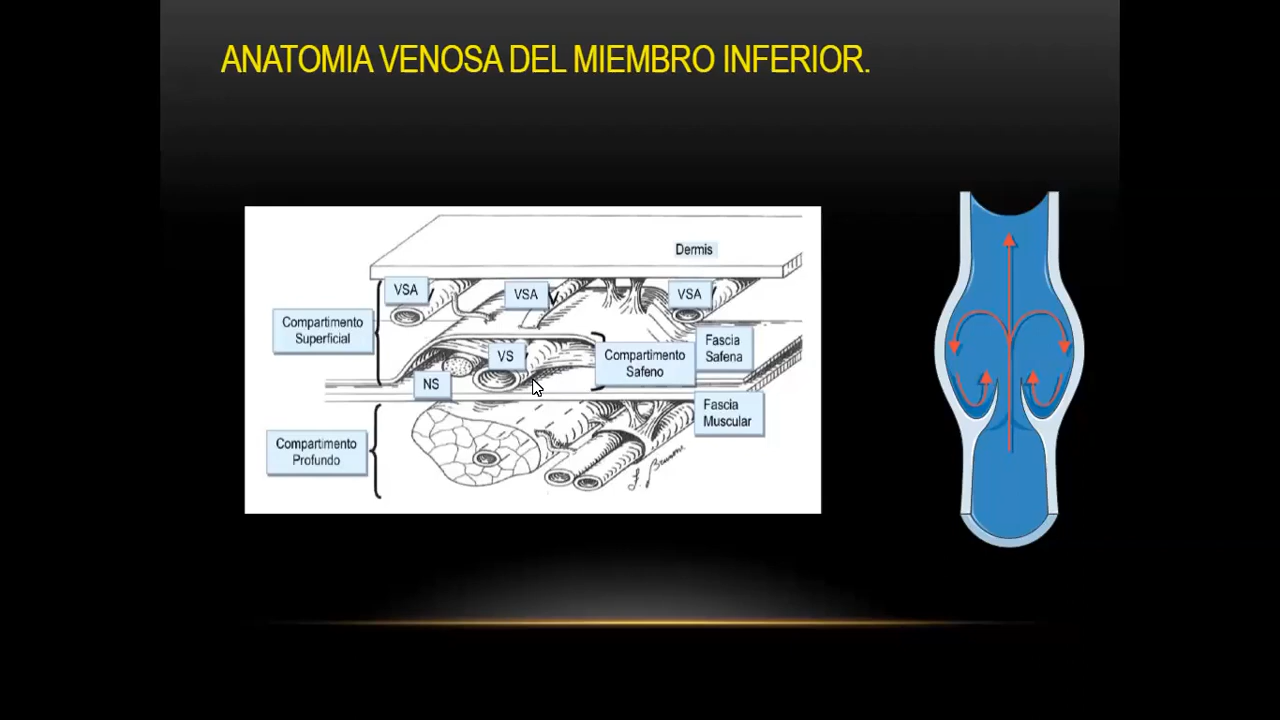 ANATOMIA VENOSA DEL MIEMBRO INFERIOR.
Dermis
VSA
VSA
VSA
Compartimento
Superficial
VS
Compartimento
Safeno
Fascia
Safena
NS
Fascia
Muscular
Compartimento
Profundo